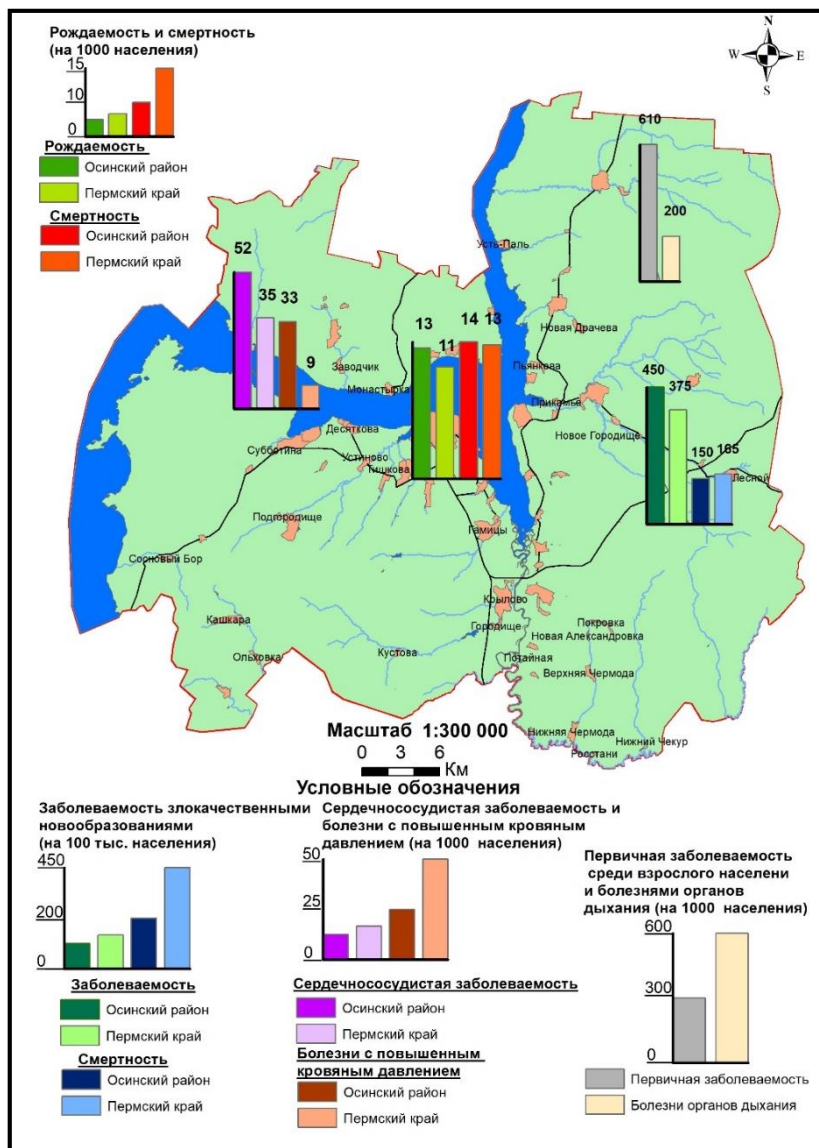 Рождаемость и смертность
(на 1000 населения)
15
10
0
Рождаемость
Осинский район
Пермский край
Смертность
Осинский район
Пермский край
N
W
E
S
610
200
Усть-Паль
52
35
33
9
Новая Драчева
13
11
14
13
Заводчик
Пьянкова
Монастырка
Прикамье
450
375
150
165
Десяткова
Новое Городище
Субботина
Устиново
Тишкова
Лесной
Подгородище
Гамицы
Сосновый Бор
Крылово
Кашкара
Городище
Покровка
Новая Александровка
Ольховка
Кустова
Потайная
Верхняя Чермода
Нижняя Чермода
Нижний Чекур
Росстани
Масштаб 1:300 000
0 3 6
Км
Условные обозначения
Заболеваемость злокачественными
новообразованиями
(на 100 тыс. населения)
450
200
0
Заболеваемость
Осинский район
Пермский край
Смертность
Осинский район
Пермский край
Сердечнососудистая заболеваемость и
болезни с повышенным кровяным
давлением (на 1000 населения)
50
25
0
Сердечнососудистая заболеваемость
Осинский район
Пермский край
Болезни с повышенным
кровяным давлением
Осинский район
Пермский край
Первичная заболеваемость
среди взрослого населени
и болезнями органов
дыхания (на 1000 населения)
600
300
0
Первичная заболеваемость
Болезни органов дыхания